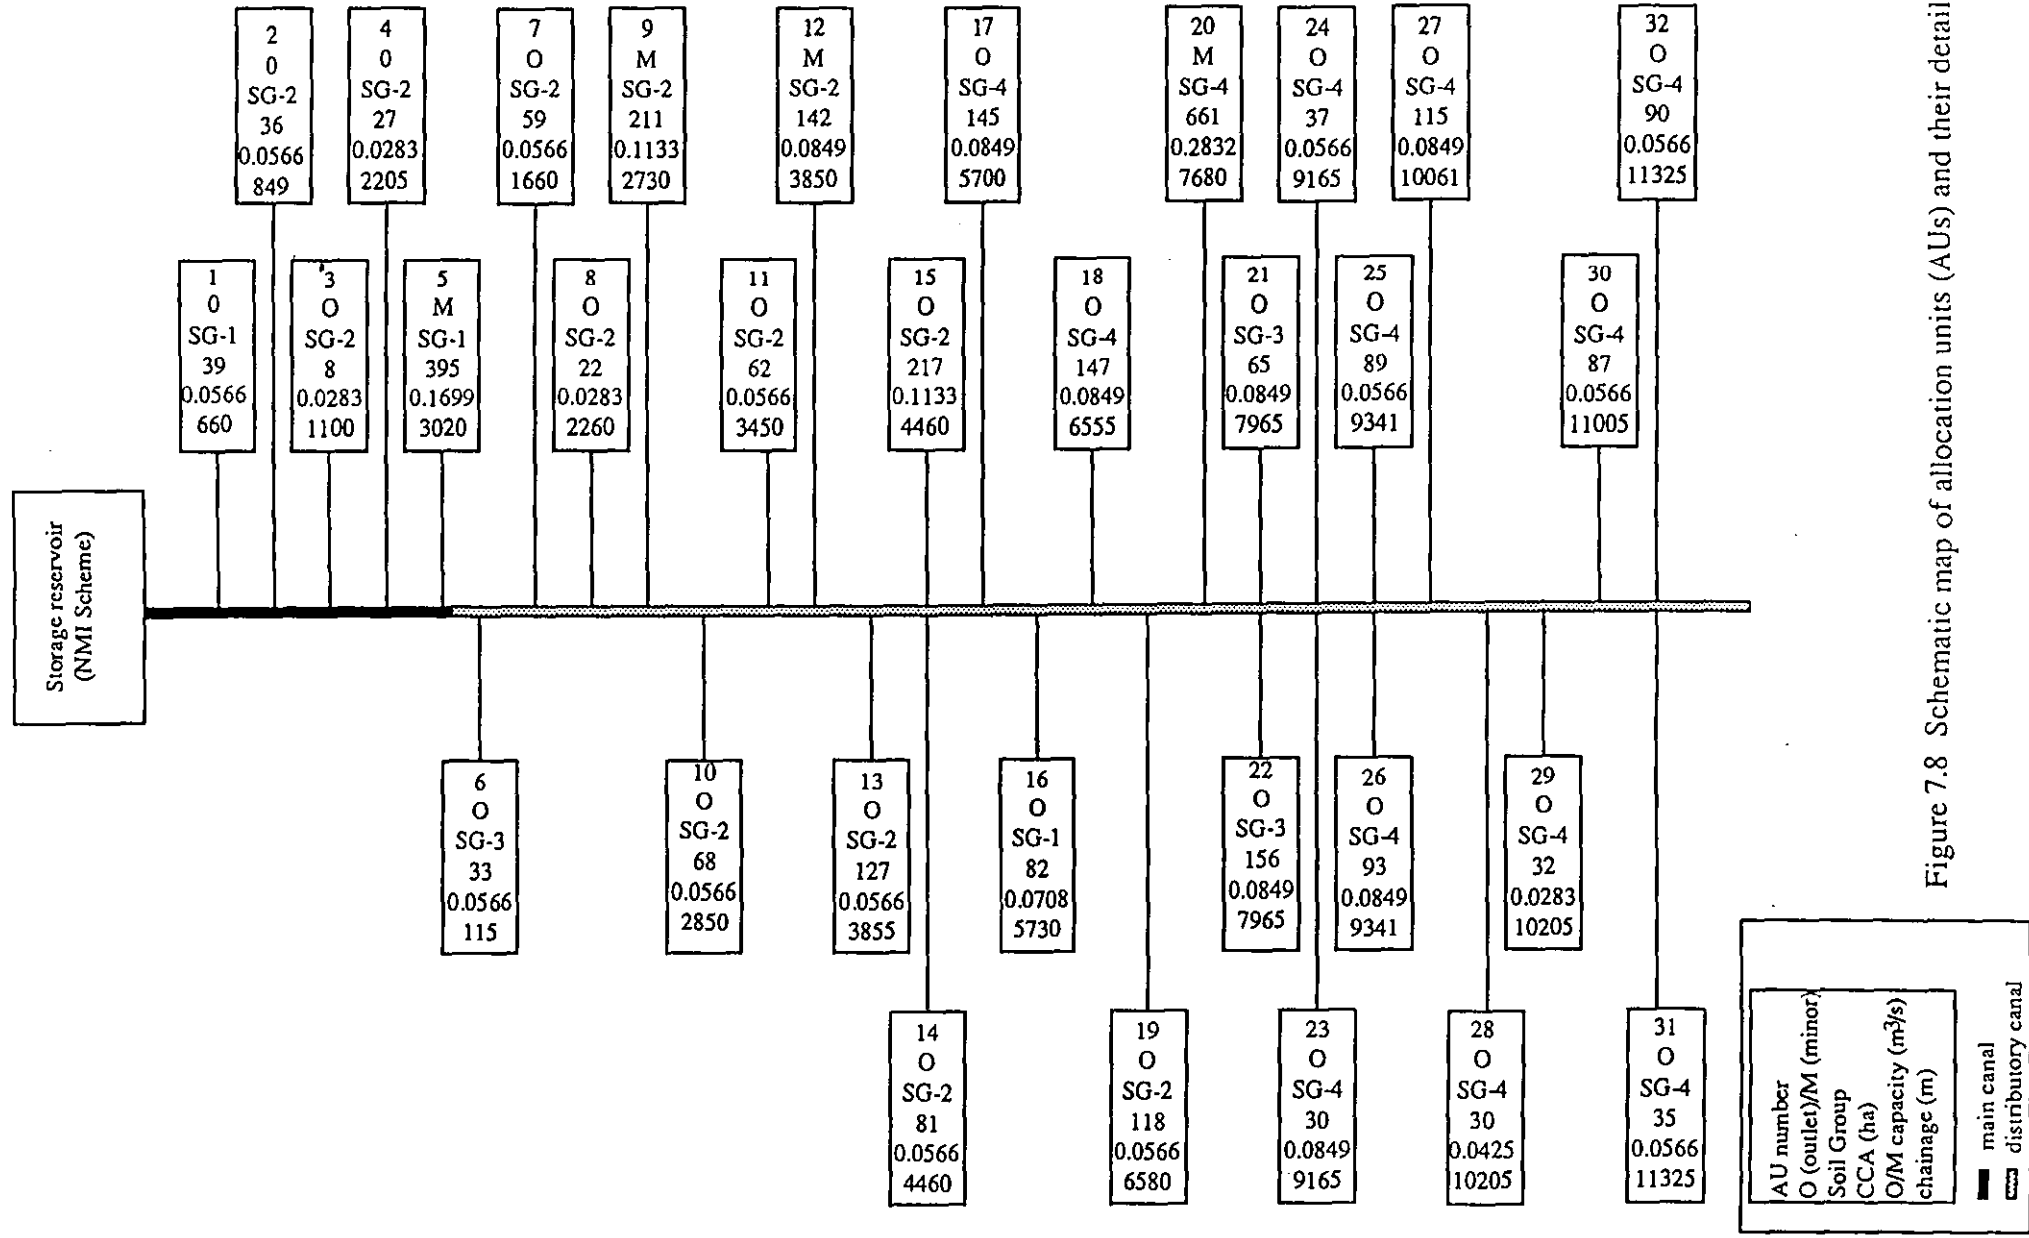 2
0
SG-2
36
0.0566
849
4
0
SG-2
27
0.0283
2205
7
O
SG-2
59
0.0566
1660
9
M
SG-2
211
0.1133
2730
12
M
SG-2
142
0.0849
3850
17
O
SG-4
145
0.0849
5700
20
M
SG-4
661
0.2832
7680
24
O
SG-4
37
0.0566
9165
27
O
SG-4
115
0.0849
10061
32
O
SG-4
90
0.0566
11325
1
0
SG-1
39
0.0566
660
3
O
SG-2
8
0.0283
1100
5
M
SG-1
395
0.1699
3020
8
O
SG-2
22
0.0283
2260
11
O
SG-2
62
0.0566
3450
15
O
SG-2
217
0.1133
4460
18
O
SG-4
147
0.0849
6555
21
O
SG-3
65
0.0849
7965
25
O
SG-4
89
0.0566
9341
30
O
SG-4
87
0.0566
11005
Storage reservoir
(NMI Scheme)
6
O
SG-3
33
0.0566
115
10
O
SG-2
68
0.0566
2850
13
O
SG-2
127
0.0566
3855
16
O
SG-1
82
0.0708
5730
22
O
SG-3
156
0.0849
7965
26
O
SG-4
93
0.0849
9341
29
O
SG-4
32
0.0283
10205
14
O
SG-2
81
0.0566
4460
19
O
SG-2
118
0.0566
6580
23
O
SG-4
30
0.0849
9165
28
O
SG-4
30
0.0425
10205
31
O
SG-4
35
0.0566
11325
AU number
O (outlet)/M (minor)
Soil Group
CCA (ha)
O/M capacity (m³/s)
chainage (m)
main canal
distributory canal
Figure 7.8 Schematic map of allocation units (AUs) and their detail